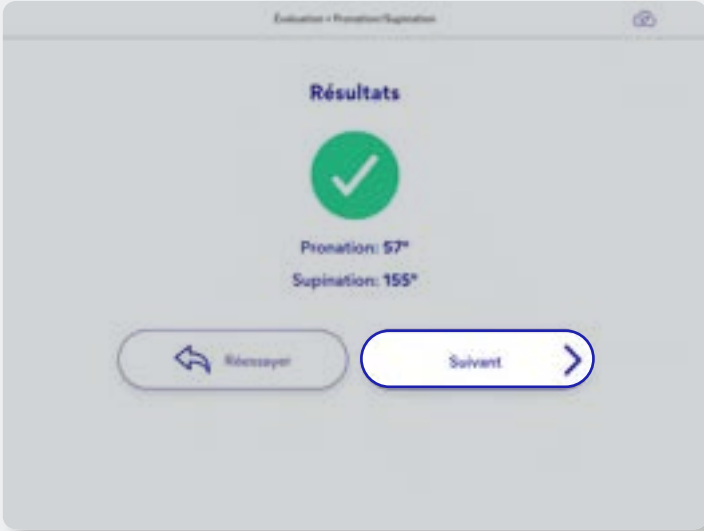 Évaluation • Pronation/Supination
Résultats
Pronation: 57°
Supination: 155°
Réessayer
Suivant